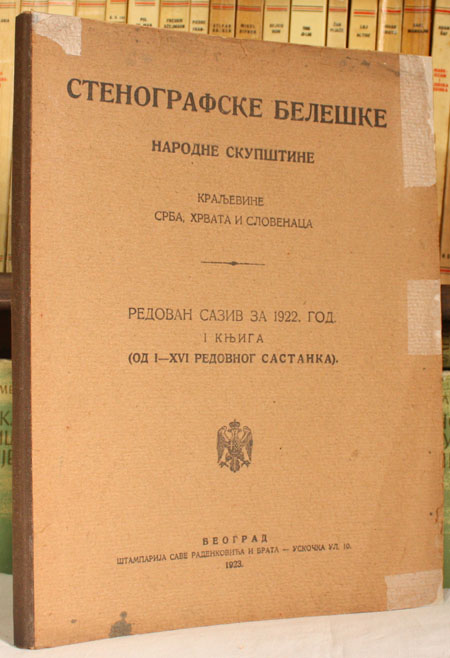 СТЕНОГРАФСКЕ БЕЛЕШКЕ
НАРОДНЕ СКУПШТИНЕ
КРАЉЕВИНЕ
СРБА, ХРВАТА И СЛОВЕНАЦА
РЕДОВАН САЗИВ ЗА 1922. ГОД.
I КЊИГА
(ОД I—XVI РЕДОВНОГ САСТАНКА).
БЕОГРАД
ШТАМПАРИЈА САВЕ РАДЕНКОВИЋА И БРАТА — УСКОЧКА УЛ. 10.
1923.